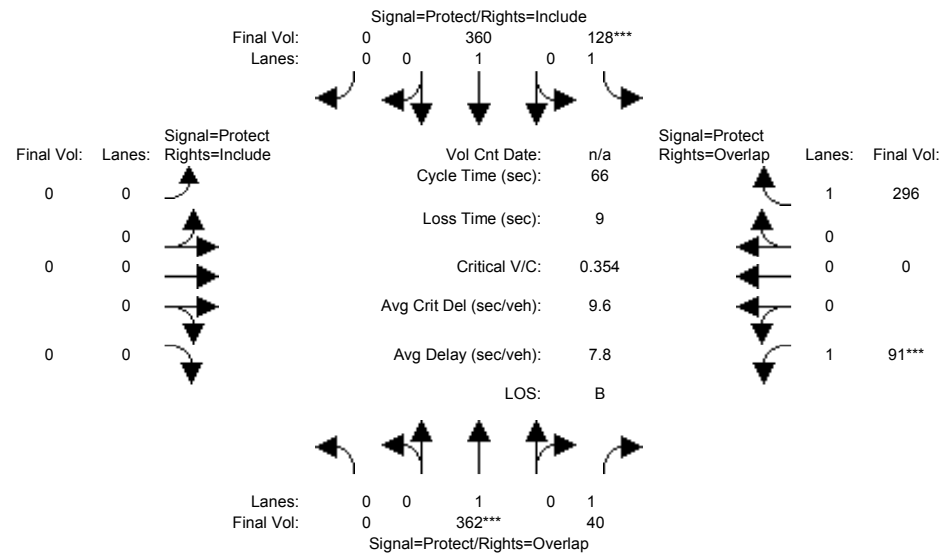 Signal=Protect/Rights=Include
Final Vol: 0 360 128***
Lanes: 0 0 1 0 1
Signal=Protect Signal=Protect
Final Vol: Lanes: Rights=Include Vol Cnt Date: n/a Rights=Overlap Lanes: Final Vol:
Cycle Time (sec): 66
0 0 1 296
Loss Time (sec): 9
0 0
0 0 Critical V/C: 0.354 0 0
0 Avg Crit Del (sec/veh): 9.6 0
0 0 Avg Delay (sec/veh): 7.8 1 91***
LOS: B
Lanes: 0 0 1 0 1
Final Vol: 0 362*** 40
Signal=Protect/Rights=Overlap